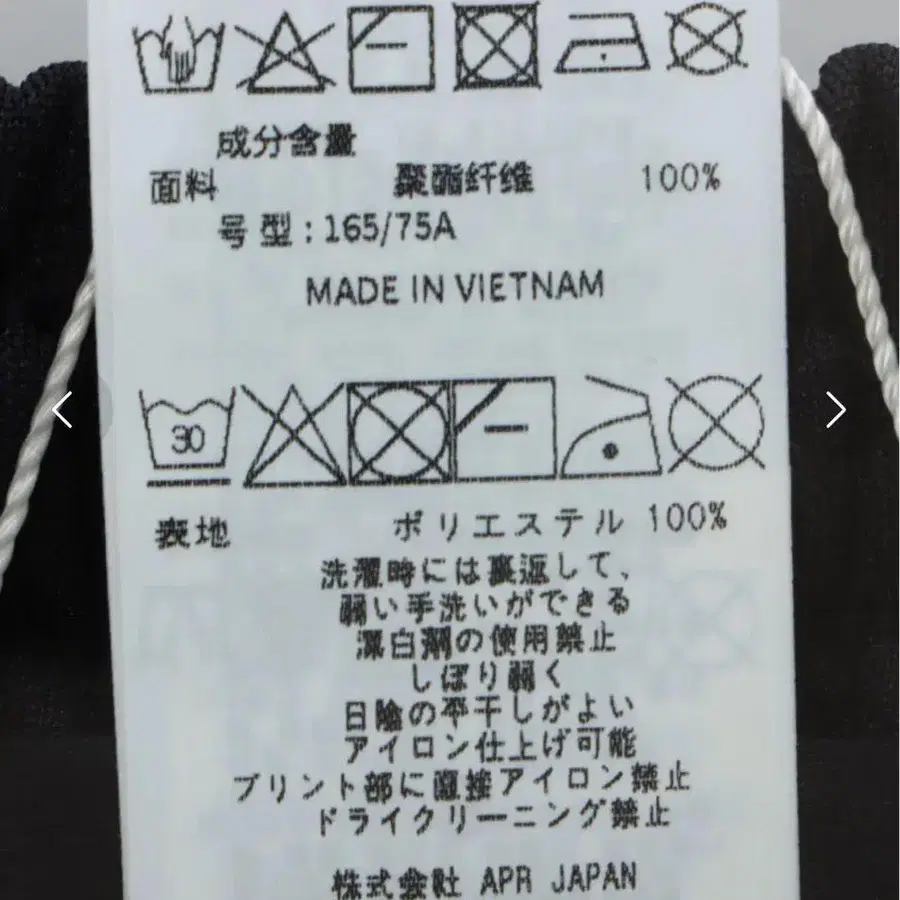 成分含量
面料 聚酯纤维 100%
号型：165/75A
MADE IN VIETNAM
30
表地 ポリエステル 100%
洗濯時には裏返して、
弱い手洗いができる
漂白剤の使用禁止
しぼり弱く
日陰の平干しがよい
アイロン仕上げ可能
プリント部に直接アイロン禁止
ドライクリーニング禁止
株式会社 APR JAPAN